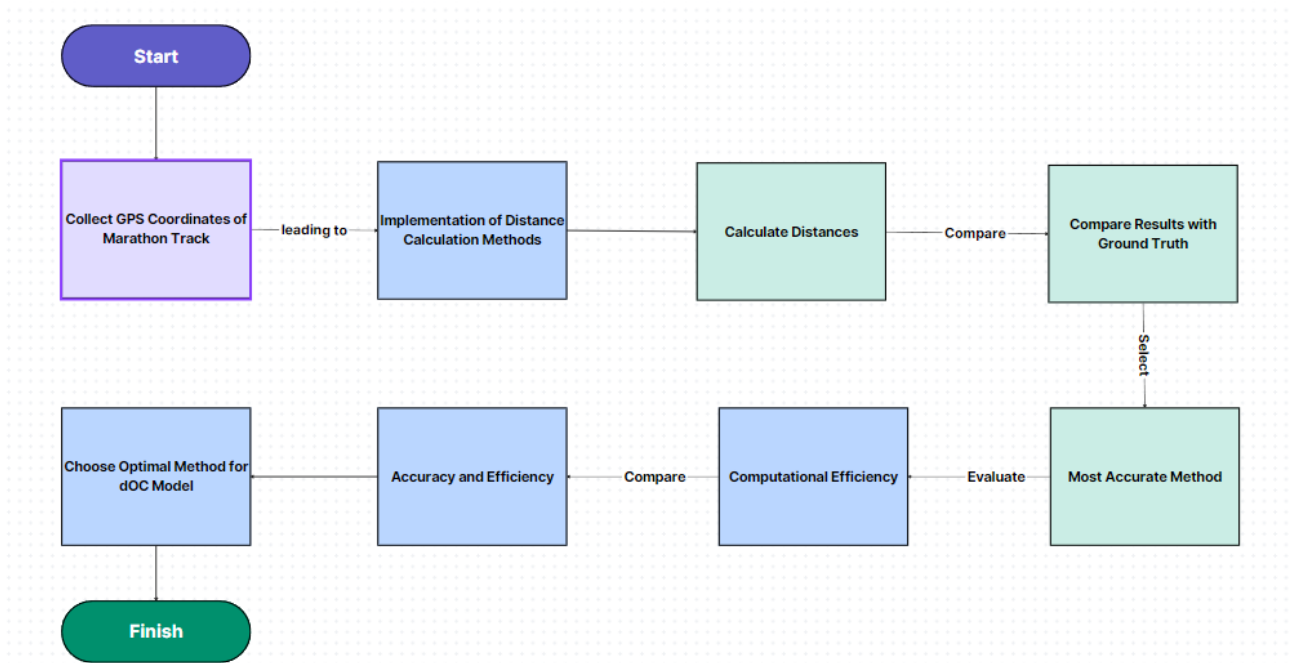 Start
Collect GPS Coordinates of
Marathon Track
leading to
Implementation of Distance
Calculation Methods
Calculate Distances
Compare
Compare Results with
Ground Truth
Select
Most Accurate Method
Evaluate
Computational Efficiency
Compare
Accuracy and Efficiency
Choose Optimal Method for
dOC Model
Finish